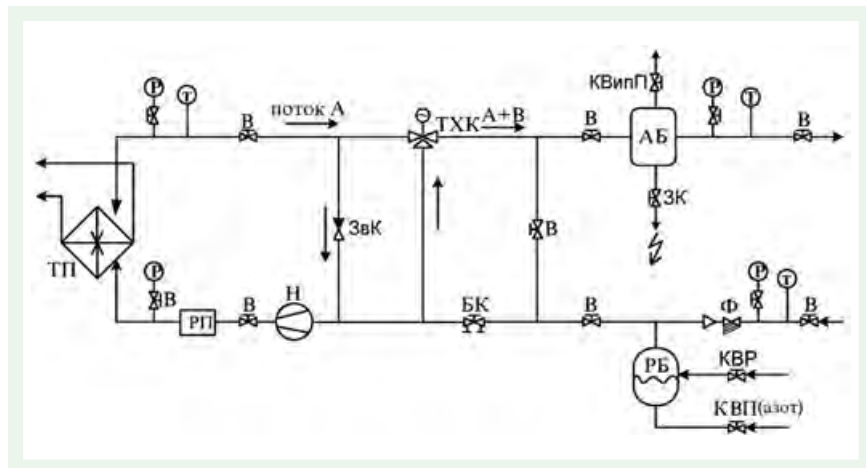 КВипП
P
T
B
поток A
ТХК
A+B
B
P
T
B
АБ
ЗК
ЗвК
B
ТП
P
B
РП
B
Н
БК
B
Ф
P
T
B
РБ
КВР
КВП(азот)